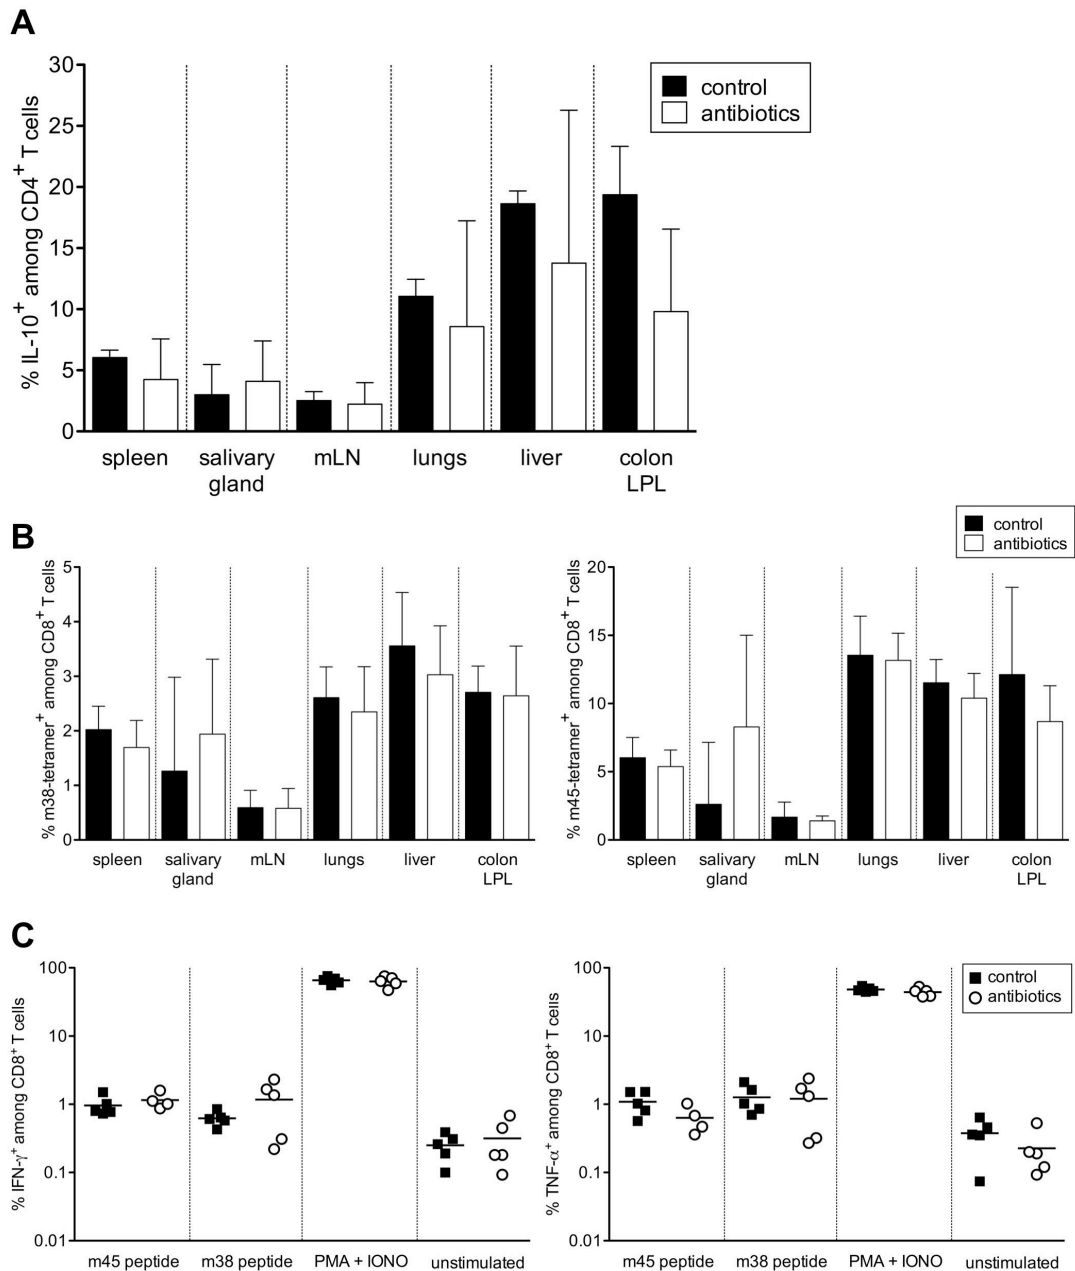 A
% IL-10+ among CD4+ T cells
30
25
20
15
10
5
0
control
antibiotics
spleen
salivary
gland
mLN
lungs
liver
colon
LPL
B
control
antibiotics
% m38-tetramer+ among CD8+ T cells
5
4
3
2
1
0
spleen
salivary
gland
mLN
lungs
liver
colon
LPL
% m45-tetramer+ among CD8+ T cells
20
15
10
5
0
spleen
salivary
gland
mLN
lungs
liver
colon
LPL
C
% IFN-γ+ among CD8+ T cells
100
10
1
0.1
0.01
m45 peptide
m38 peptide
PMA + IONO
unstimulated
% TNF-α+ among CD8+ T cells
100
10
1
0.1
0.01
control
antibiotics
m45 peptide
m38 peptide
PMA + IONO
unstimulated